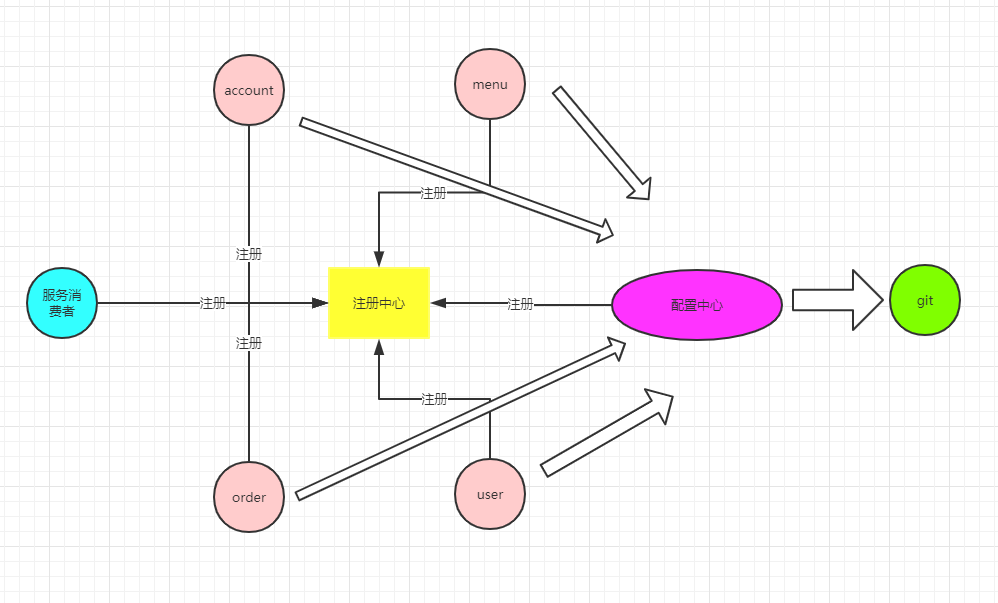 account
menu
注册
注册
服务消
费者
注册
注册中心
注册
配置中心
git
注册
注册
order
user